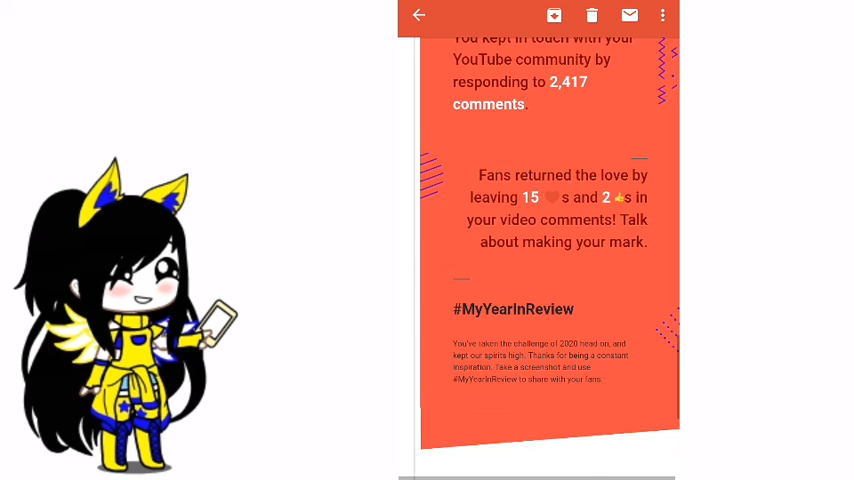 You kept in touch with your
YouTube community by
responding to 2,417
comments.
Fans returned the love by
leaving 15 ❤s and 2 👍s in
your video comments! Talk
about making your mark.
#MyYearInReview
You've taken the challenge of 2020 head on, and
kept our spirits high. Thanks for being a constant
inspiration. Take a screenshot and use
#MyYearInReview to share with your fans.